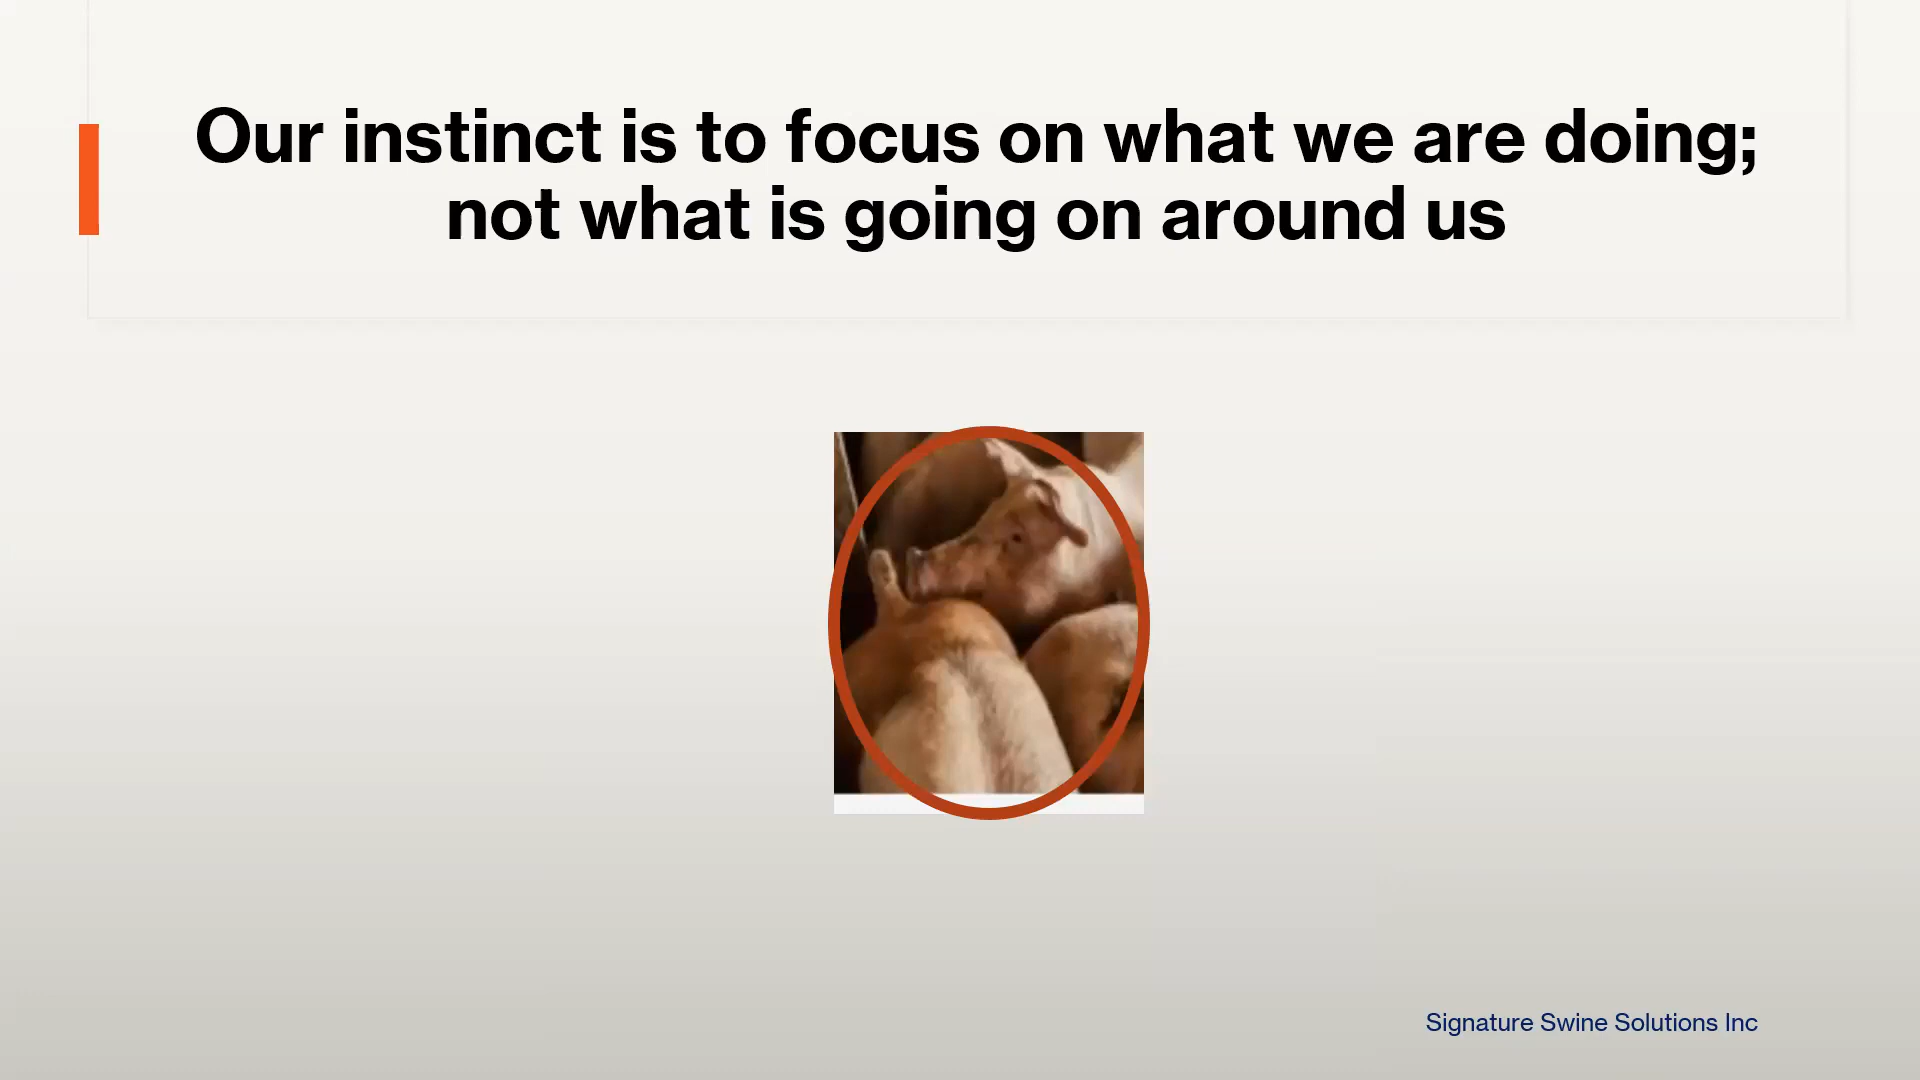 Our instinct is to focus on what we are doing;
not what is going on around us
Signature Swine Solutions Inc